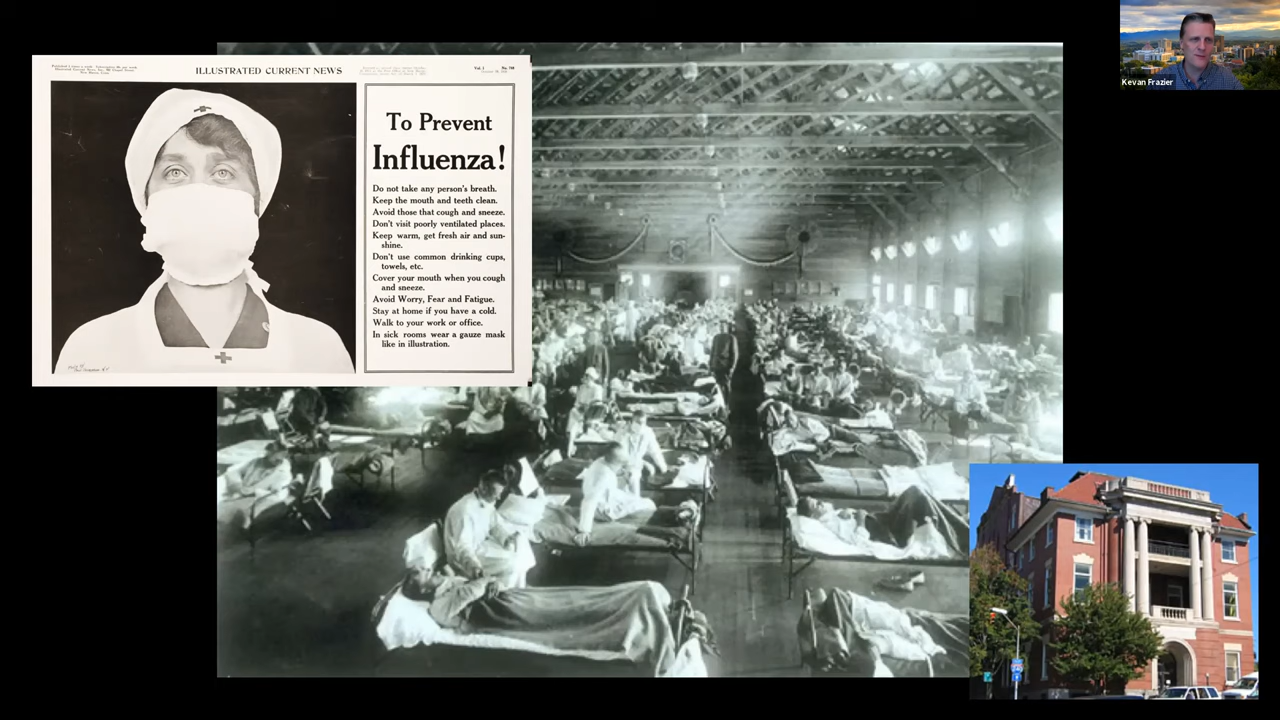 ILLUSTRATED CURRENT NEWS
To Prevent
Influenza!
Do not take any person's breath.
Keep the mouth and teeth clean.
Avoid those that cough and sneeze.
Don't visit poorly ventilated places.
Keep warm, get fresh air and sun-
shine.
Don't use common drinking cups,
towels, etc.
Cover your mouth when you cough
and sneeze.
Avoid Worry, Fear and Fatigue.
Stay at home if you have a cold.
Walk to your work or office.
In sick rooms wear a gauze mask
like in illustration.
Kevan Frazier